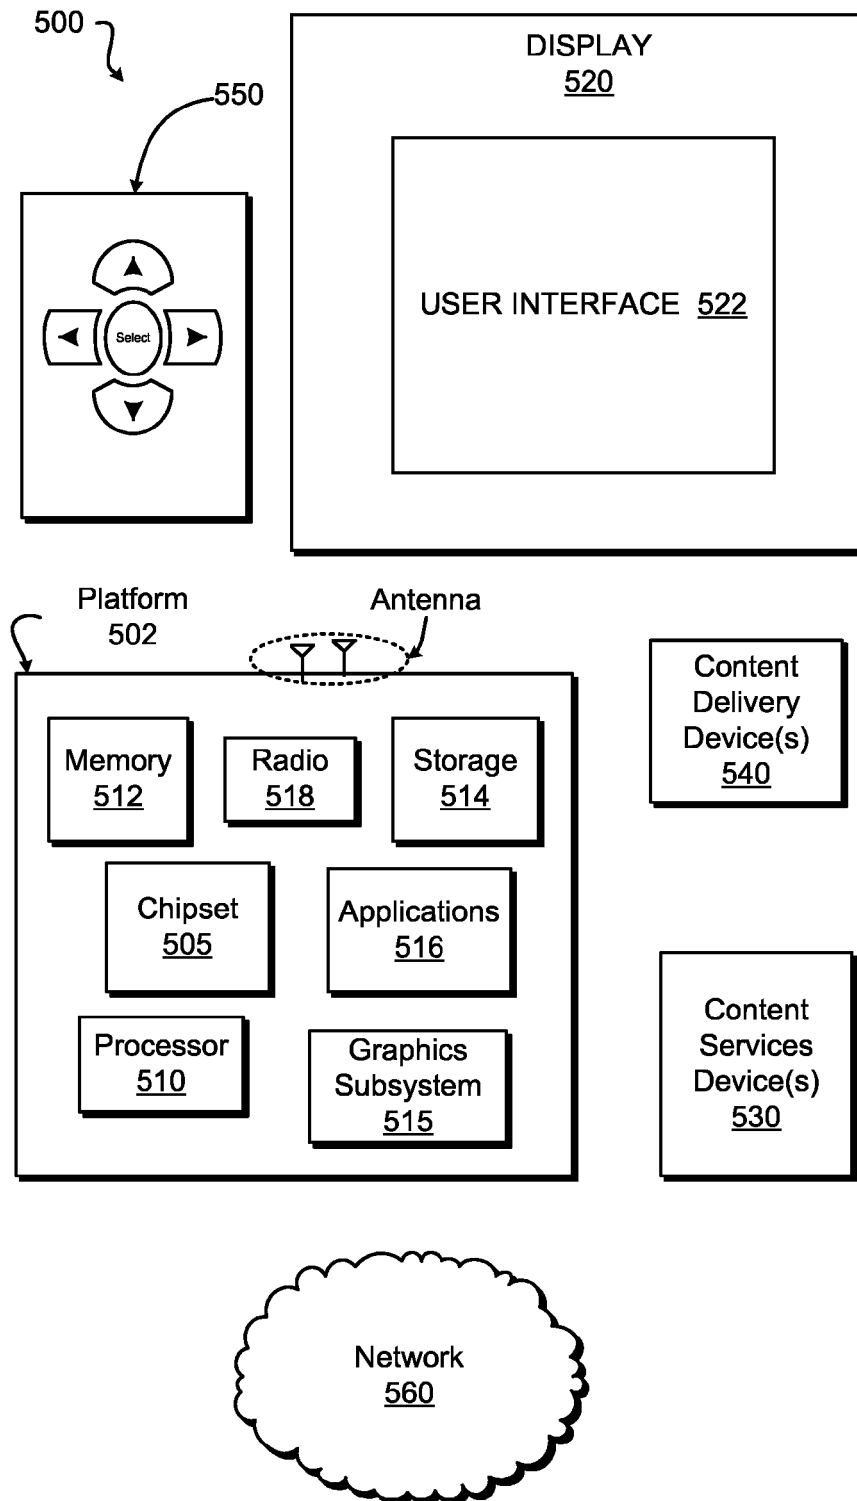 500
550
DISPLAY
520
USER INTERFACE 522
Select
Platform
502
Antenna
Memory
512
Radio
518
Storage
514
Chipset
505
Applications
516
Processor
510
Graphics
Subsystem
515
Content
Delivery
Device(s)
540
Content
Services
Device(s)
530
Network
560